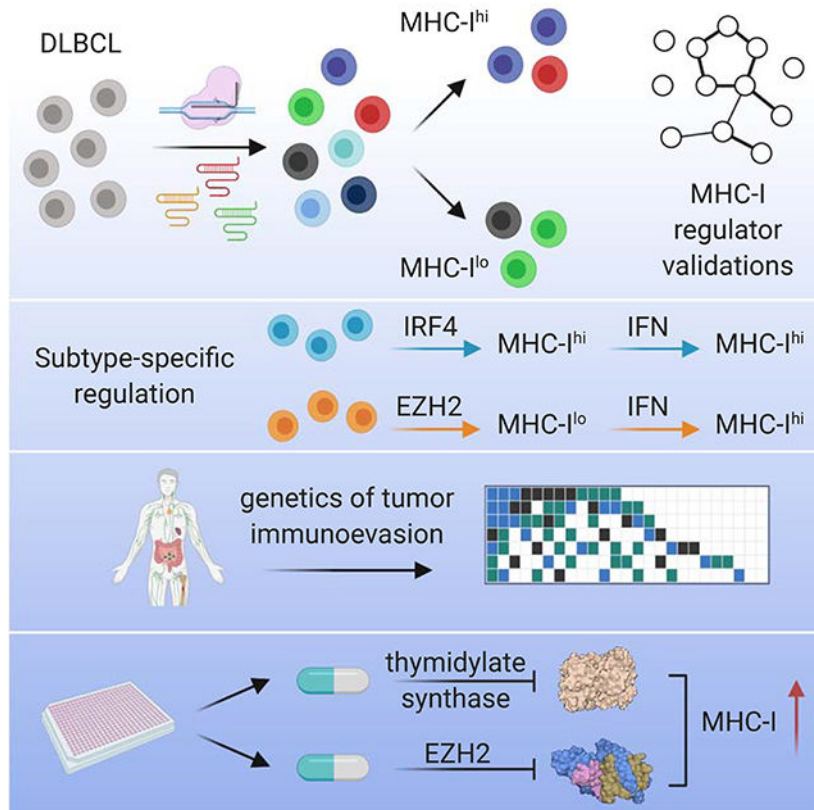 DLBCL
MHC-Iʰⁱ
MHC-Iˡᵒ
MHC-I
regulator
validations
Subtype-specific
regulation
IRF4
MHC-Iʰⁱ
IFN
MHC-Iʰⁱ
EZH2
MHC-Iˡᵒ
IFN
MHC-Iʰⁱ
genetics of tumor
immunoevasion
thymidylate
synthase
EZH2
MHC-I